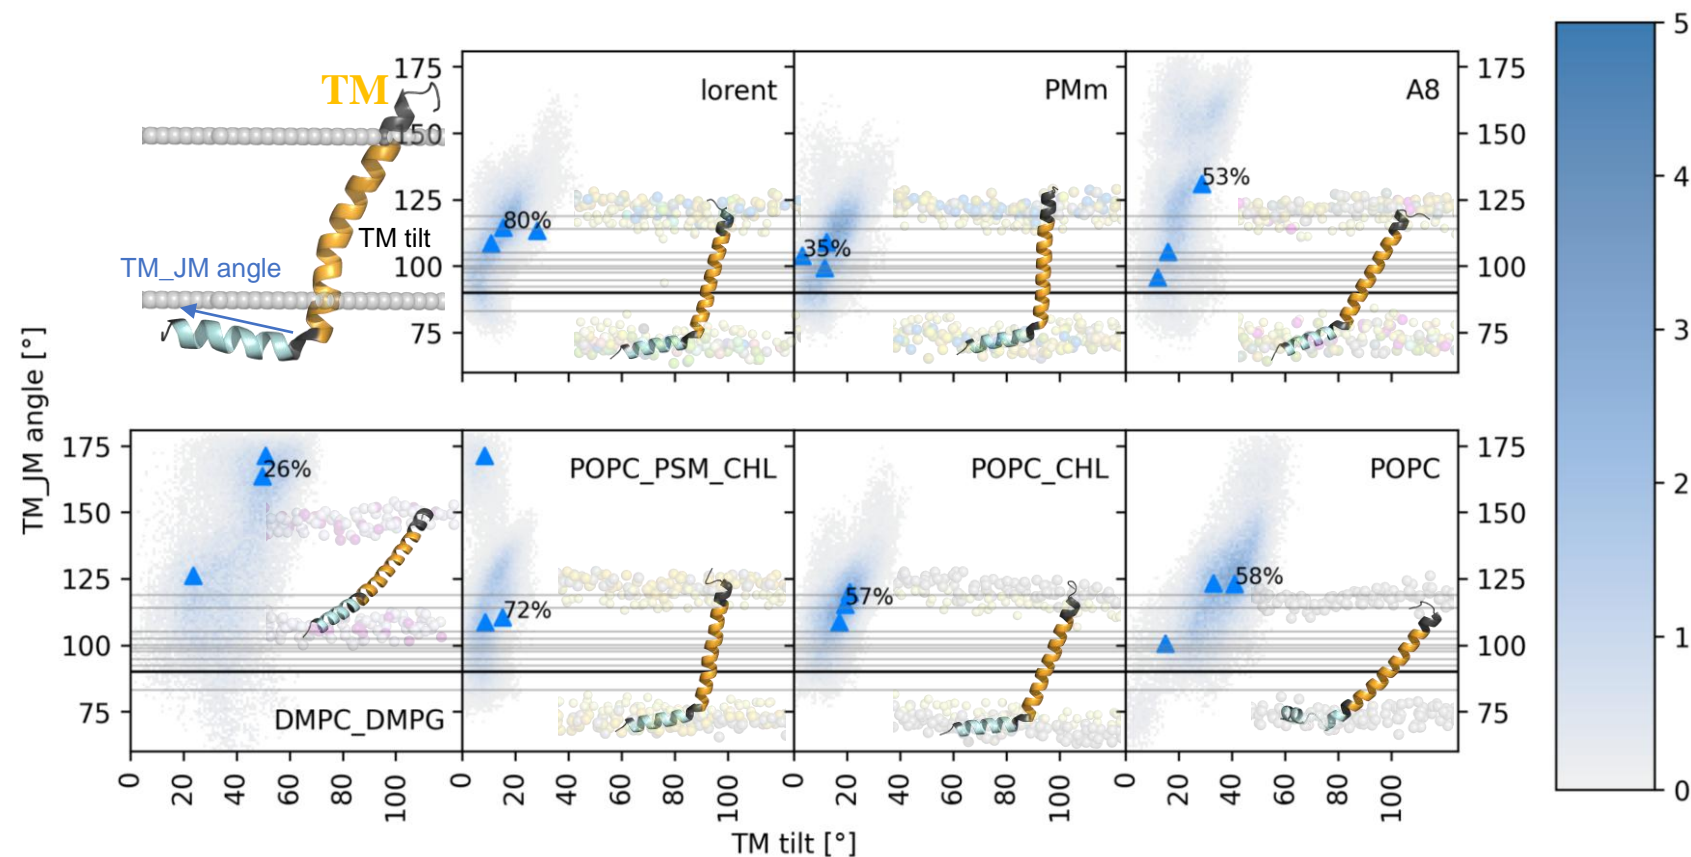 TM
TM tilt
TM_JM angle
175
150
125
100
75
lorent
80%
PMm
35%
A8
53%
175
150
125
100
75
TM_JM angle [°]
175
150
125
100
75
26%
DMPC_DMPG
POPC_PSM_CHL
72%
POPC_CHL
57%
POPC
58%
175
150
125
100
75
0 20 40 60 80 100 0 20 40 60 80 100 0 20 40 60 80 100 0 20 40 60 80 100
TM tilt [°]
5
4
3
2
1
0